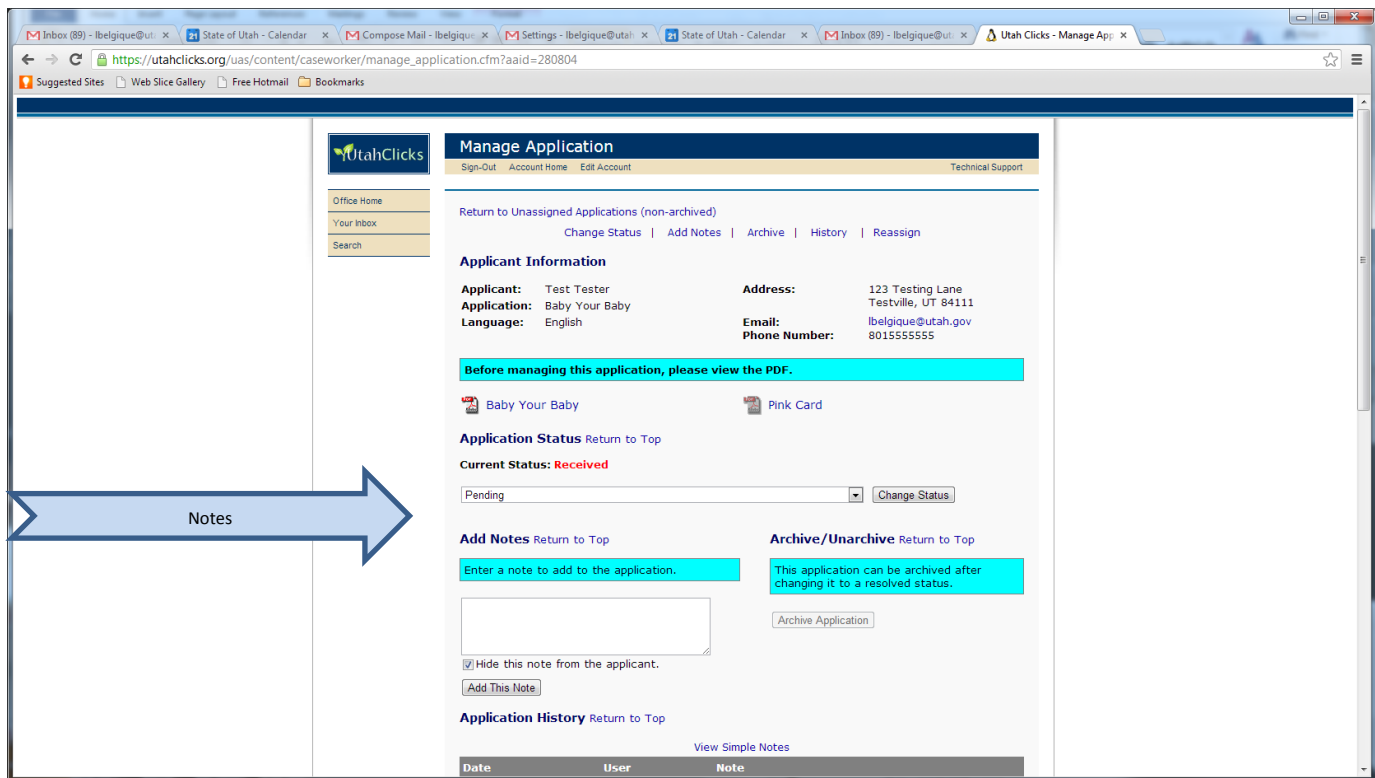 Inbox (89) - lbelgique@ut
State of Utah - Calendar
Compose Mail - lbelgique
Settings - lbelgique@utah
State of Utah - Calendar
Inbox (89) - lbelgique@ut
Utah Clicks - Manage App
https://utahclicks.org/uas/content/caseworker/manage_application.cfm?aaid=280804
Suggested Sites Web Slice Gallery Free Hotmail Bookmarks
UtahClicks
Manage Application
Sign-Out Account Home Edit Account Technical Support
Office Home
Your Inbox
Search
Return to Unassigned Applications (non-archived)
Change Status | Add Notes | Archive | History | Reassign
Applicant Information
Applicant: Test Tester Address: 123 Testing Lane
Testville, UT 84111
Application: Baby Your Baby
Language: English Email: lbelgique@utah.gov
Phone Number: 8015555555
Before managing this application, please view the PDF.
Baby Your Baby Pink Card
Application Status Return to Top
Current Status: Received
Pending Change Status
Notes
Add Notes Return to Top Archive/Unarchive Return to Top
Enter a note to add to the application. This application can be archived after
changing it to a resolved status.
Archive Application
Hide this note from the applicant.
Add This Note
Application History Return to Top
View Simple Notes
Date User Note